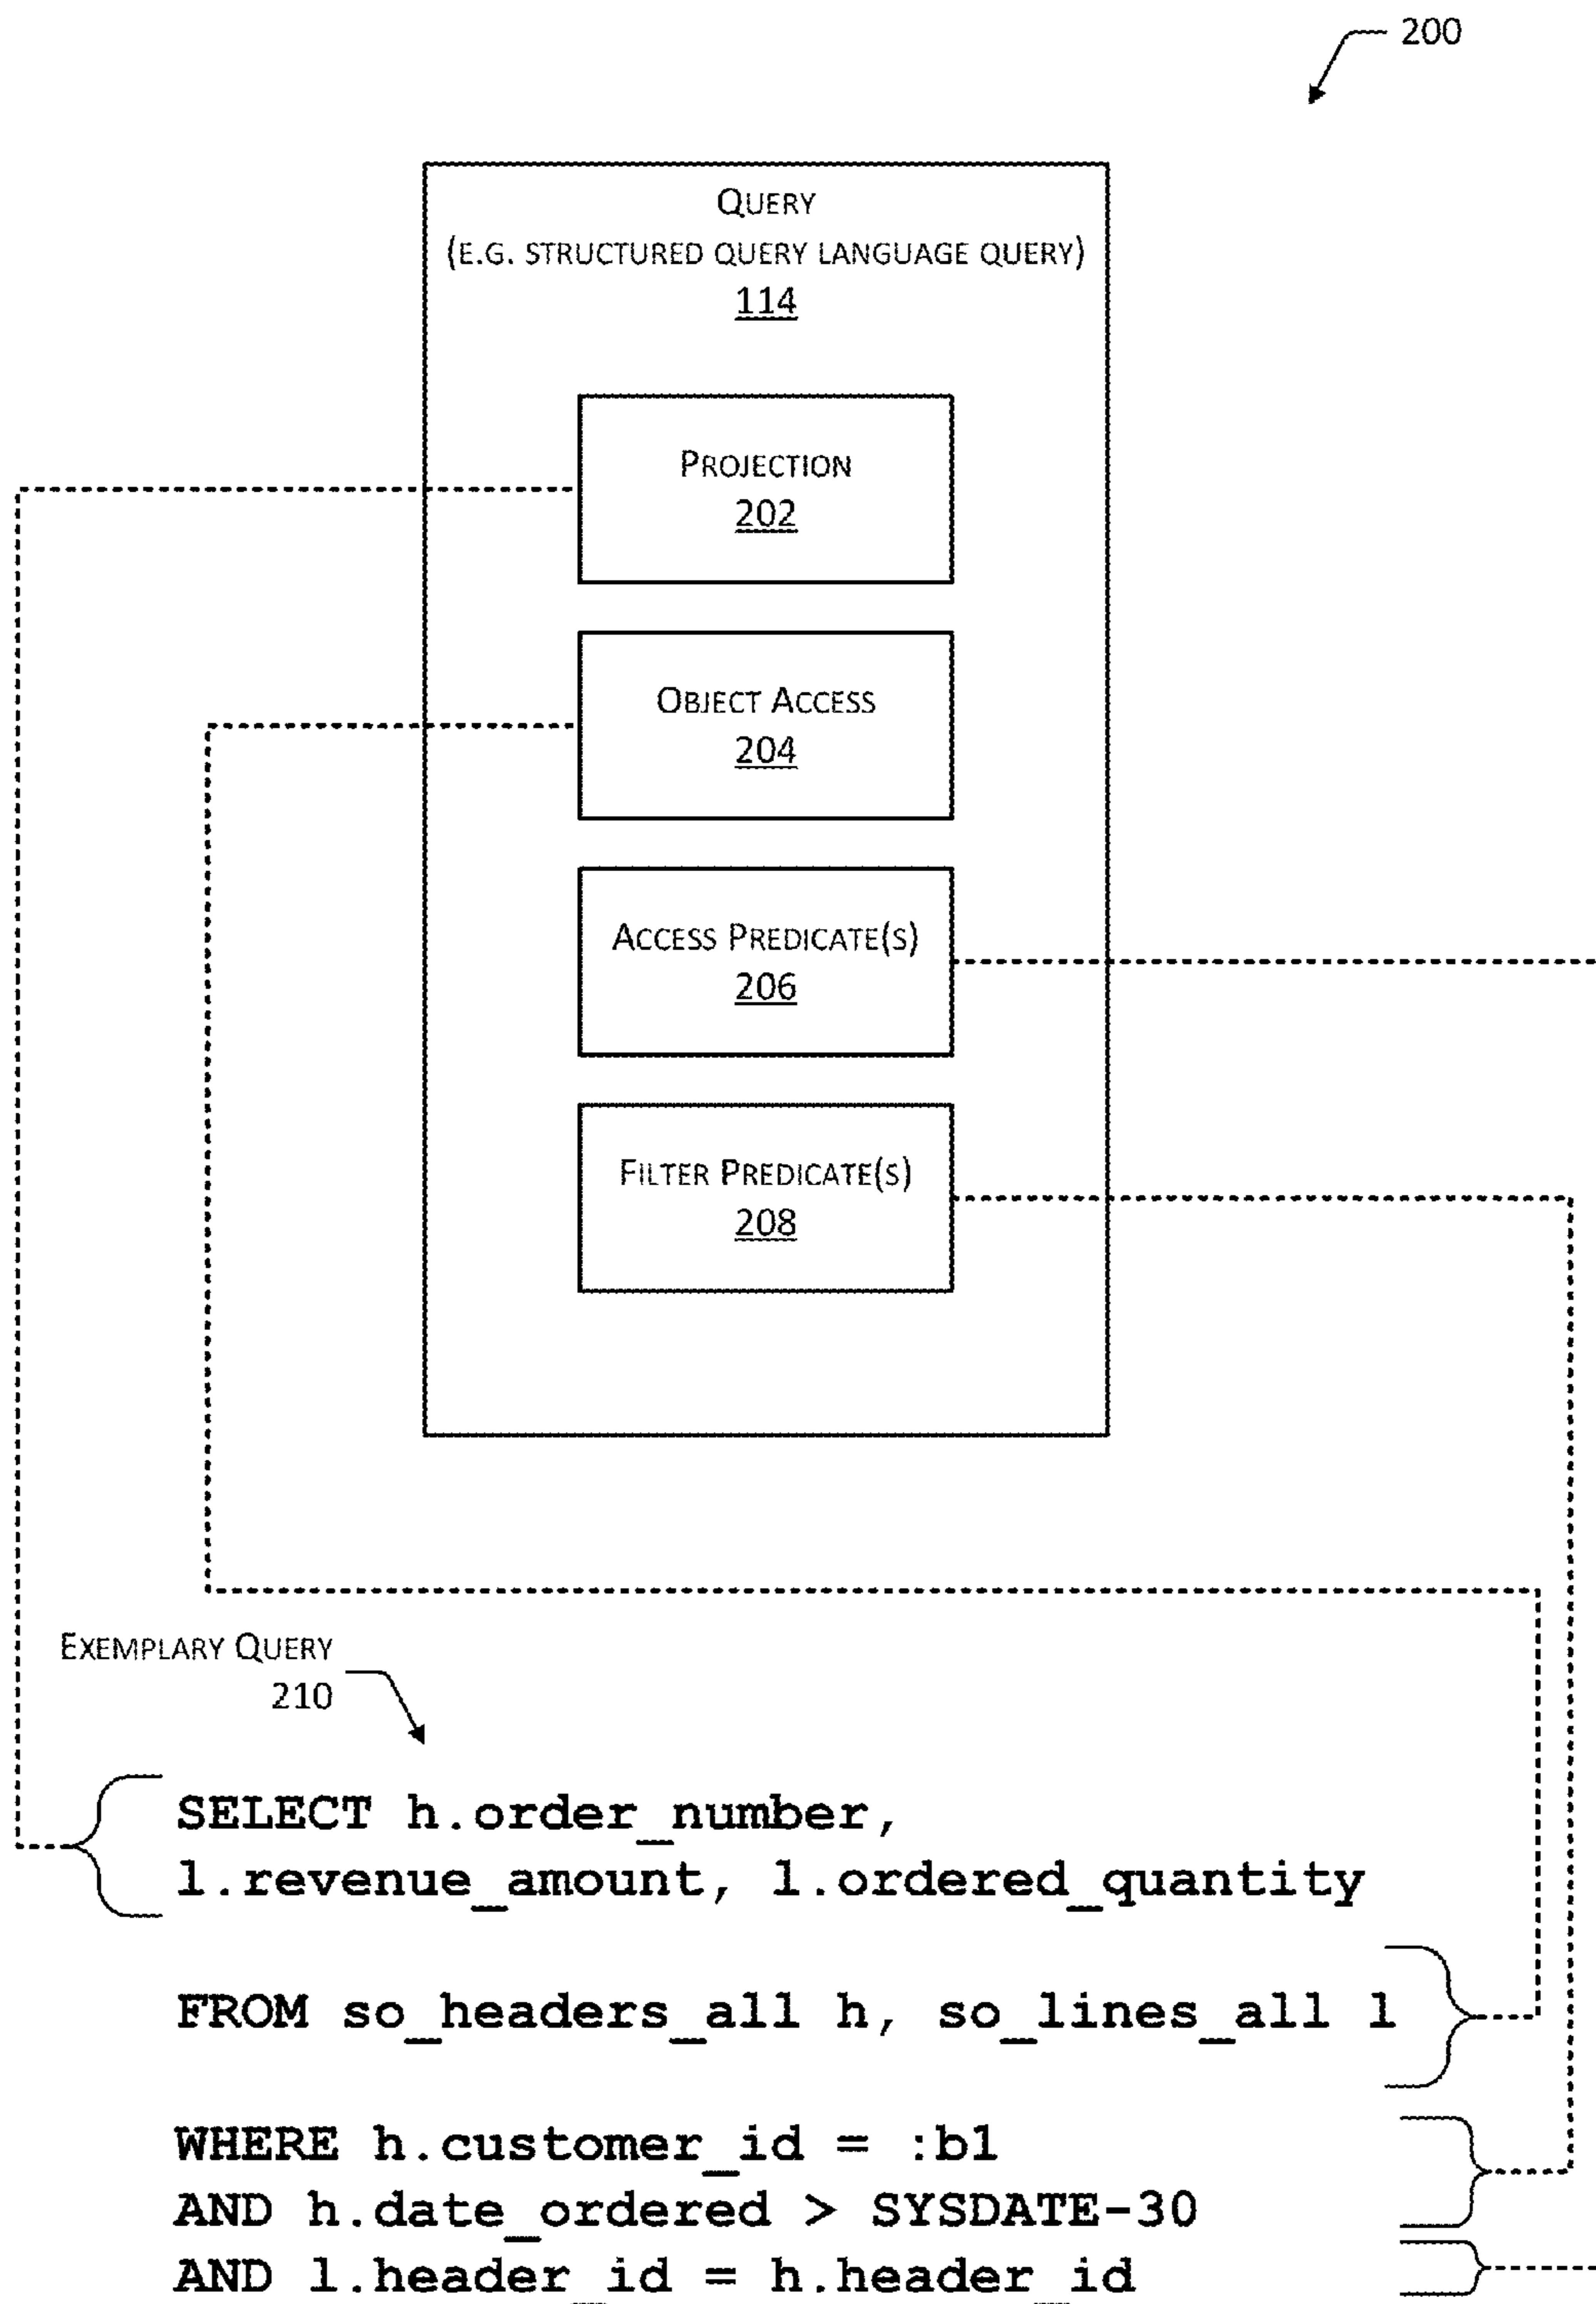 200
QUERY
(E.G. STRUCTURED QUERY LANGUAGE QUERY)
114
PROJECTION
202
OBJECT ACCESS
204
ACCESS PREDICATE(S)
206
FILTER PREDICATE(S)
208
EXEMPLARY QUERY
210
SELECT h.order_number,
l.revenue_amount, l.ordered_quantity
FROM so_headers_all h, so_lines_all l
WHERE h.customer_id = :b1
AND h.date_ordered > SYSDATE-30
AND l.header_id = h.header_id